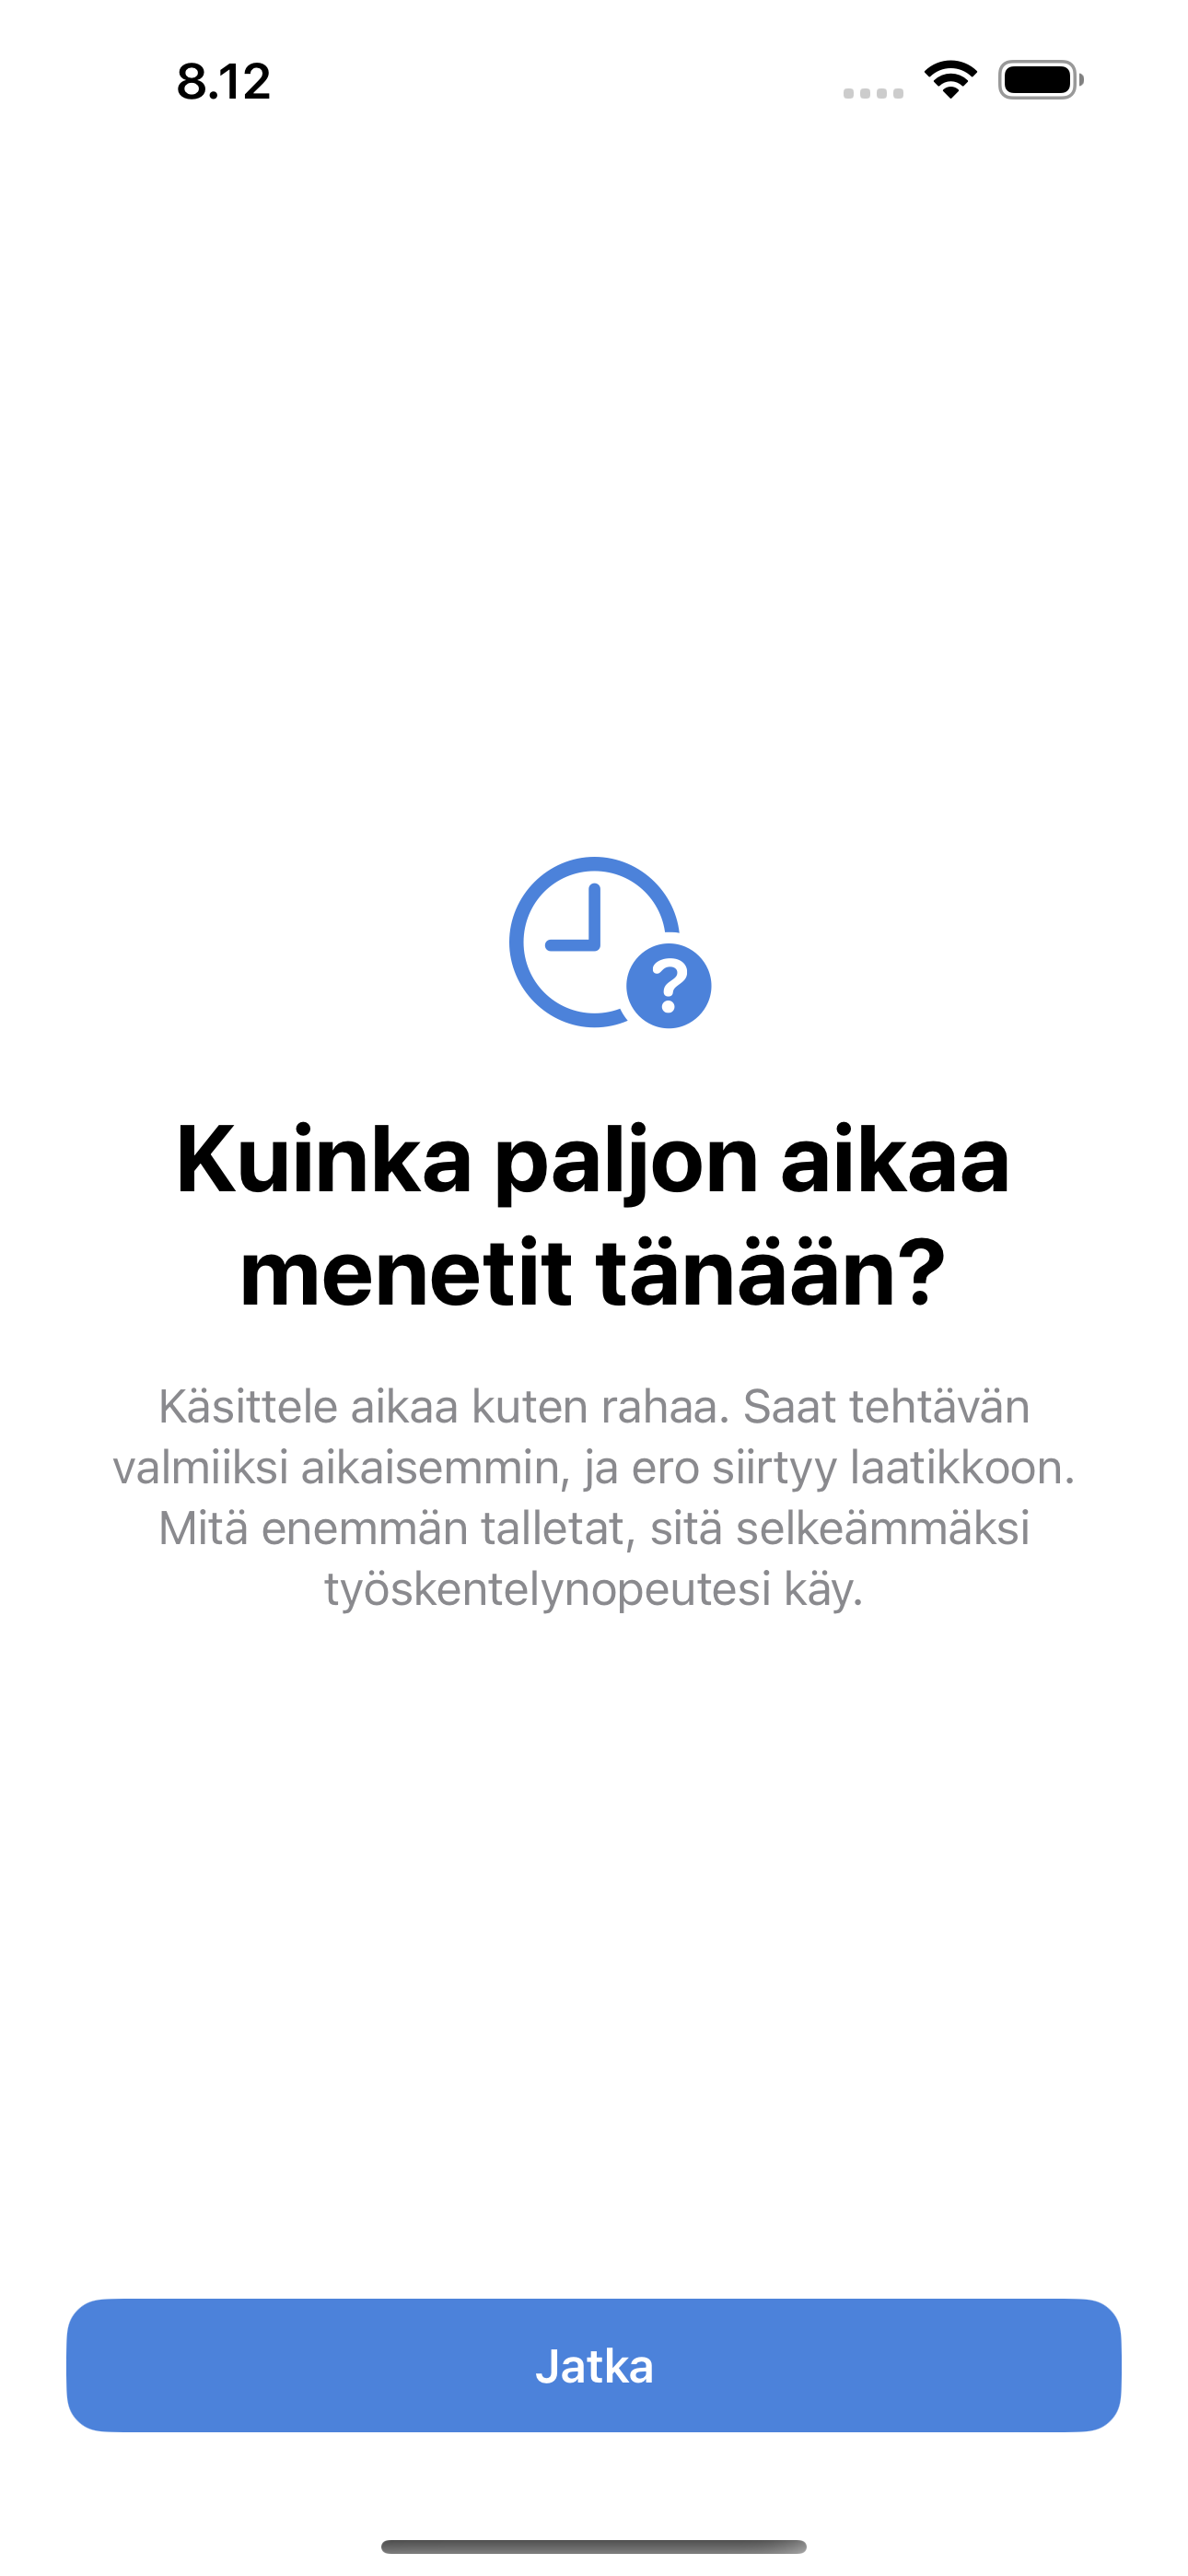 8.12
?
Kuinka paljon aikaa
menetit tänään?
Käsittele aikaa kuten rahaa. Saat tehtävän
valmiiksi aikaisemmin, ja ero siirtyy laatikkoon.
Mitä enemmän talletat, sitä selkeämmäksi
työskentelynopeutesi käy.
Jatka